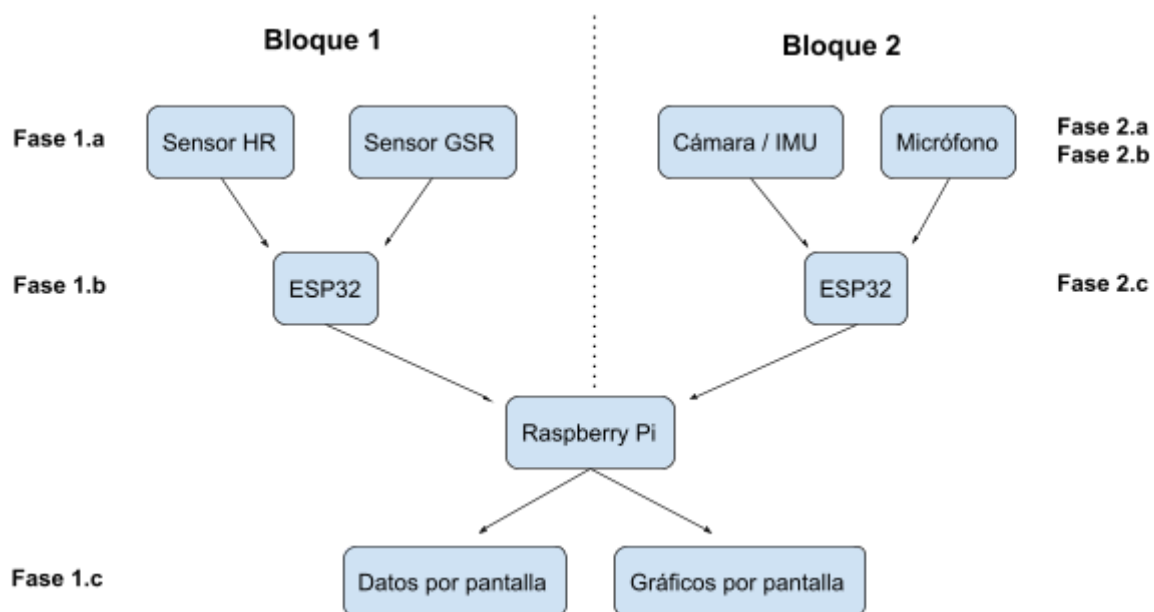 Bloque 1
Bloque 2
Fase 1.a
Sensor HR
Sensor GSR
Cámara / IMU
Micrófono
Fase 2.a
Fase 2.b
Fase 1.b
ESP32
ESP32
Fase 2.c
Raspberry Pi
Fase 1.c
Datos por pantalla
Gráficos por pantalla